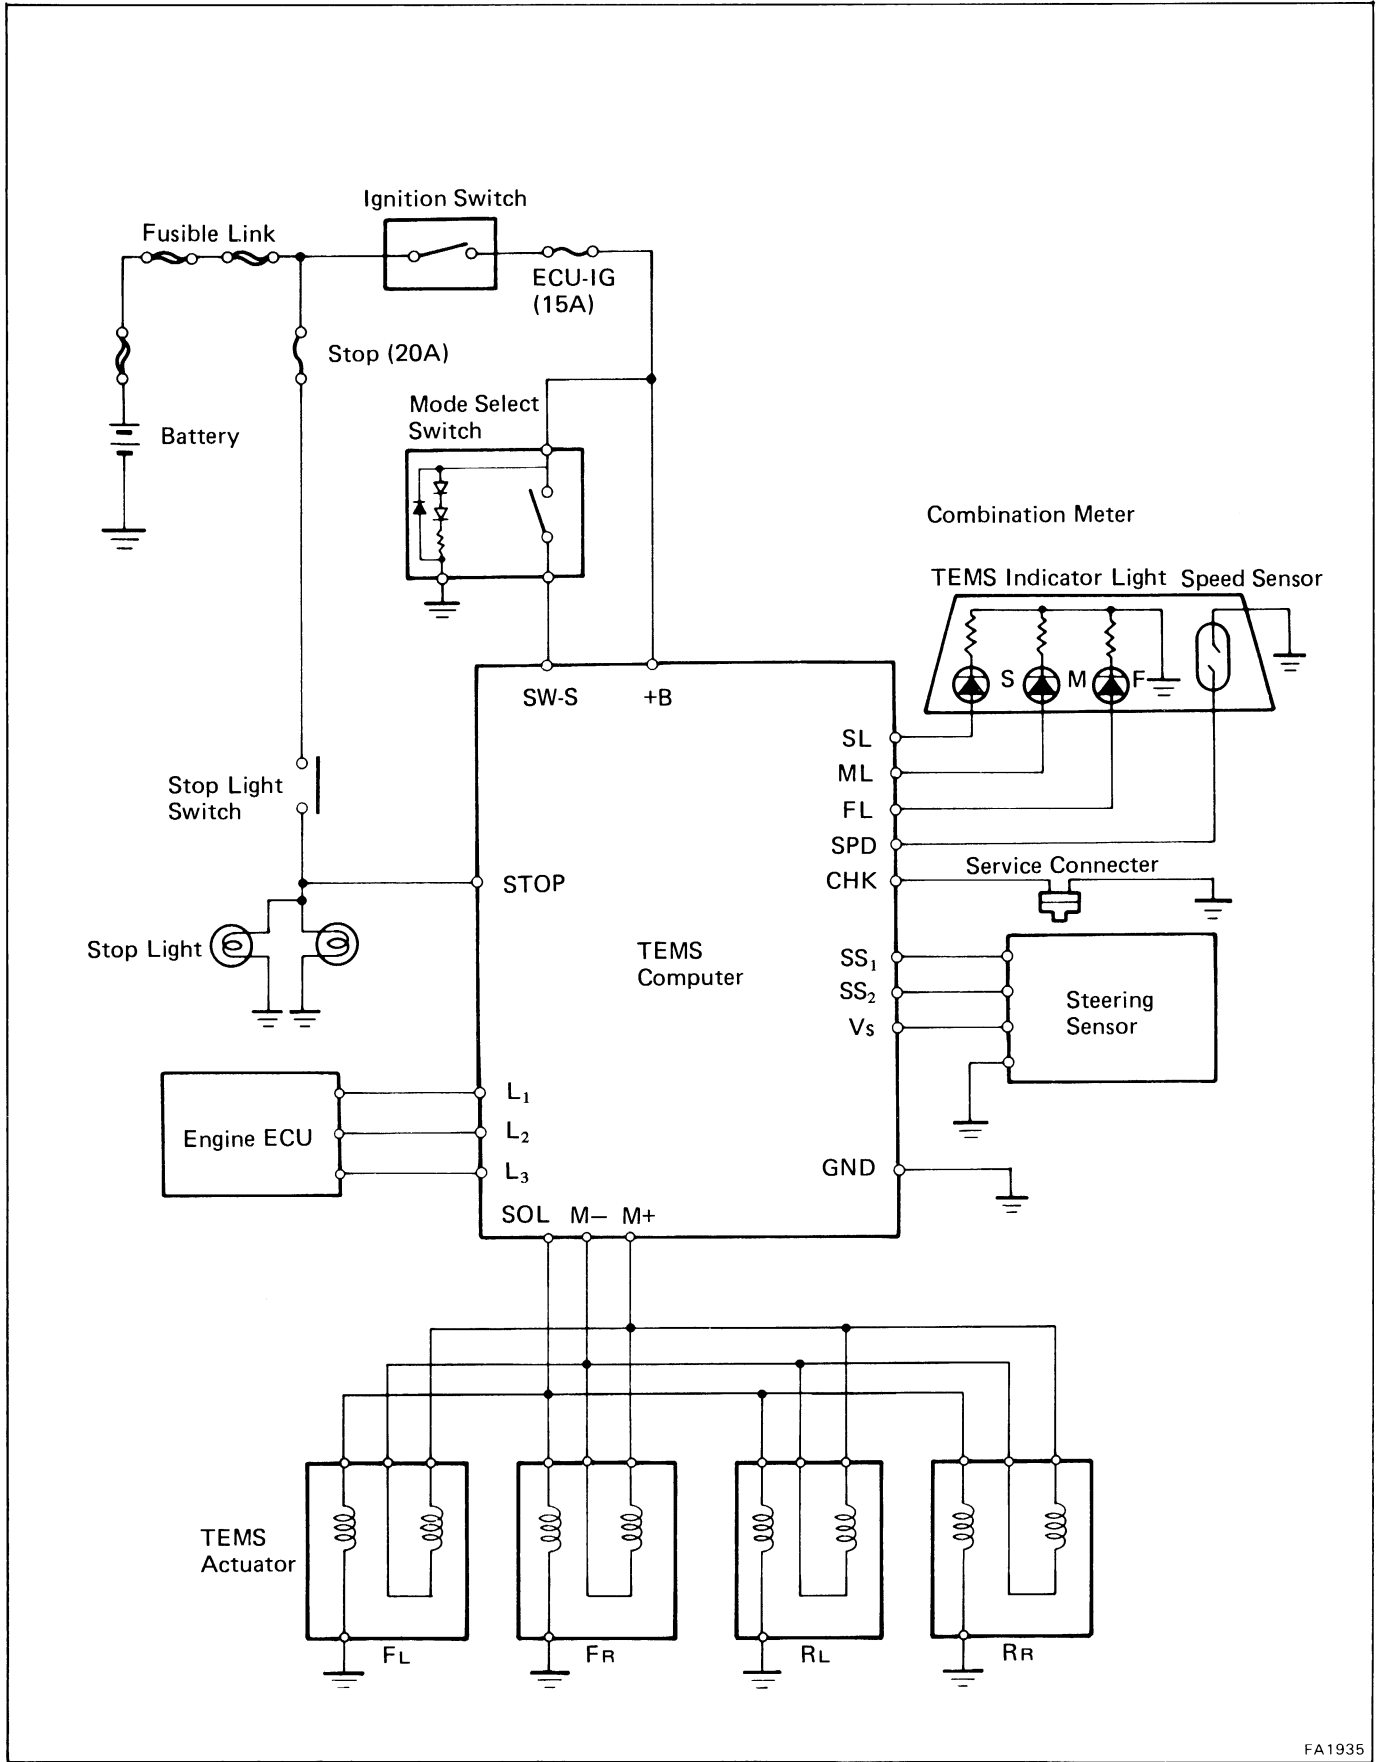 Ignition Switch
Fusible Link
ECU-IG
(15A)
Stop (20A)
Mode Select
Switch
Battery
Combination Meter
TEMS Indicator Light Speed Sensor
S M F
SW-S +B
SL
ML
FL
SPD
CHK
Service Connecter
Stop Light
Switch
STOP
Stop Light
TEMS
Computer
SS₁
SS₂
Vs
Steering
Sensor
Engine ECU
L₁
L₂
L₃
GND
SOL M− M+
TEMS
Actuator
FL
FR
RL
RR
FA1935